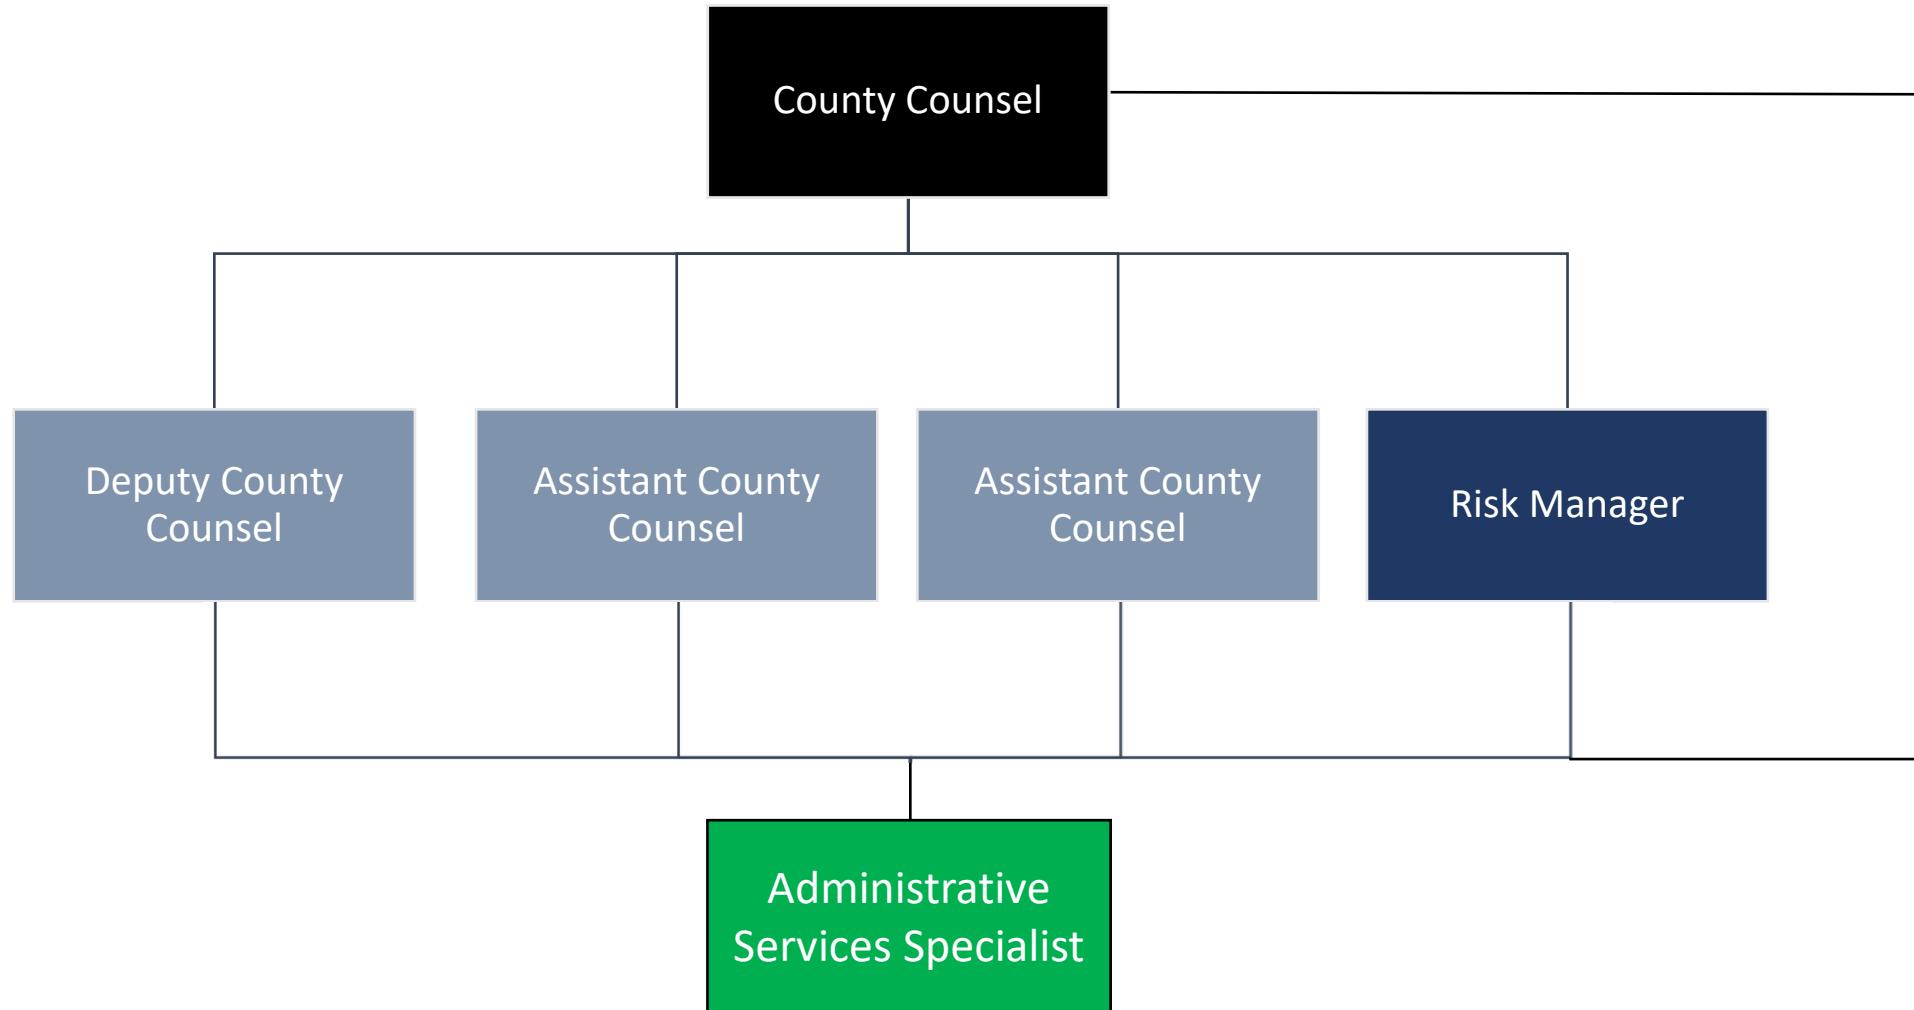 County Counsel
Deputy County
Counsel
Assistant County
Counsel
Assistant County
Counsel
Risk Manager
Administrative
Services Specialist